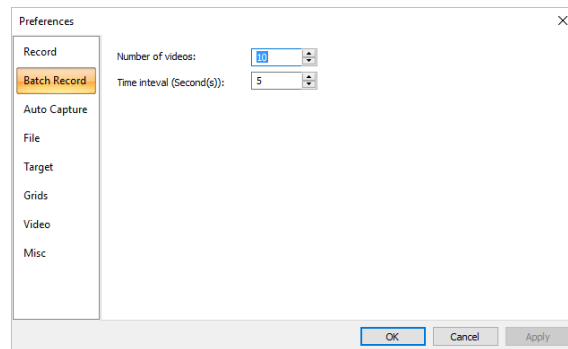 Preferences
Record
Batch Record
Auto Capture
File
Target
Grids
Video
Misc
Number of videos: 10
Time inteval (Second(s)): 5
OK Cancel Apply